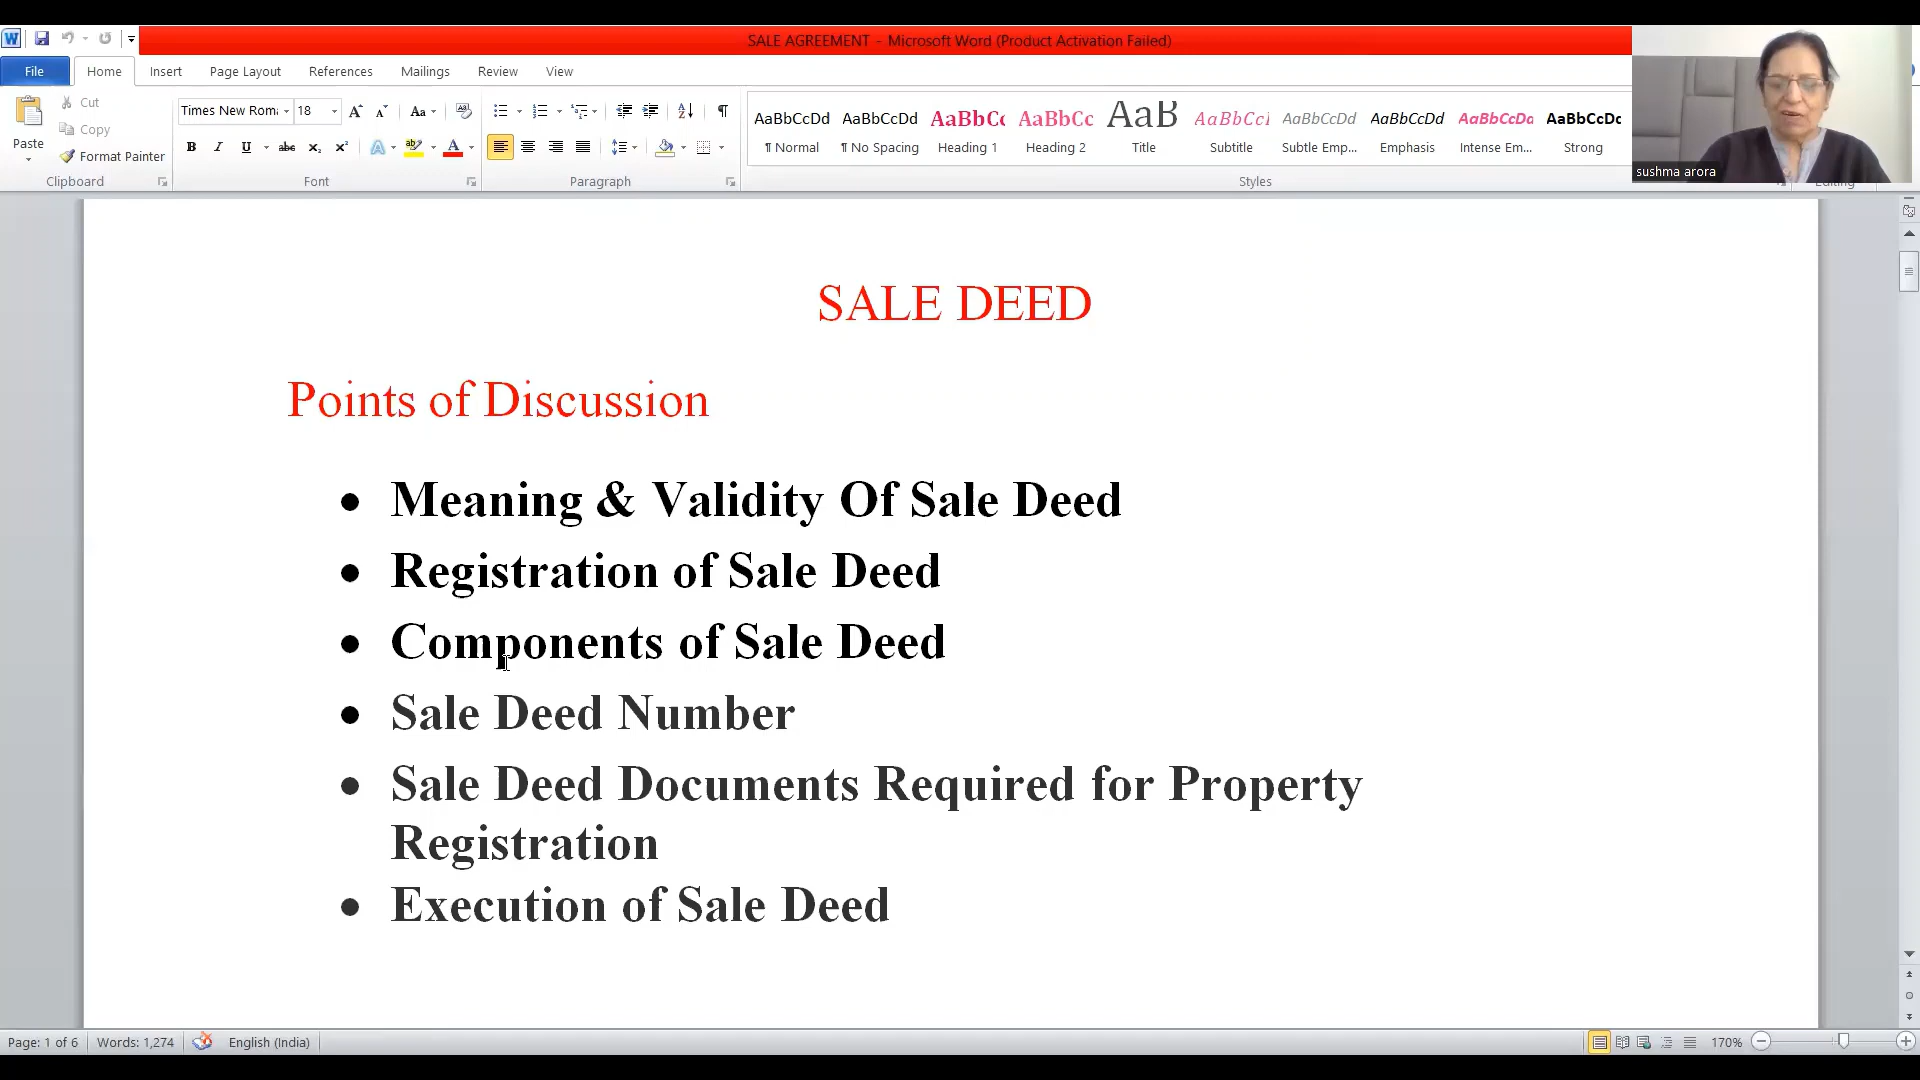 SALE AGREEMENT - Microsoft Word (Product Activation Failed)
File Home Insert Page Layout References Mailings Review View
Paste
Cut
Copy
Format Painter
Clipboard
Times New Roma 18
Font
Paragraph
AaBbCcDd AaBbCcDd AaBbCc AaBbCc AaB AaBbCcI AaBbCcDd AaBbCcDd AaBbCcDa AaBbCcDc
¶ Normal ¶ No Spacing Heading 1 Heading 2 Title Subtitle Subtle Emp... Emphasis Intense Em... Strong
Styles
Editing
sushma arora
SALE DEED
Points of Discussion
• Meaning & Validity Of Sale Deed
• Registration of Sale Deed
• Components of Sale Deed
• Sale Deed Number
• Sale Deed Documents Required for Property
Registration
• Execution of Sale Deed
Page: 1 of 6 Words: 1,274 English (India) 170%